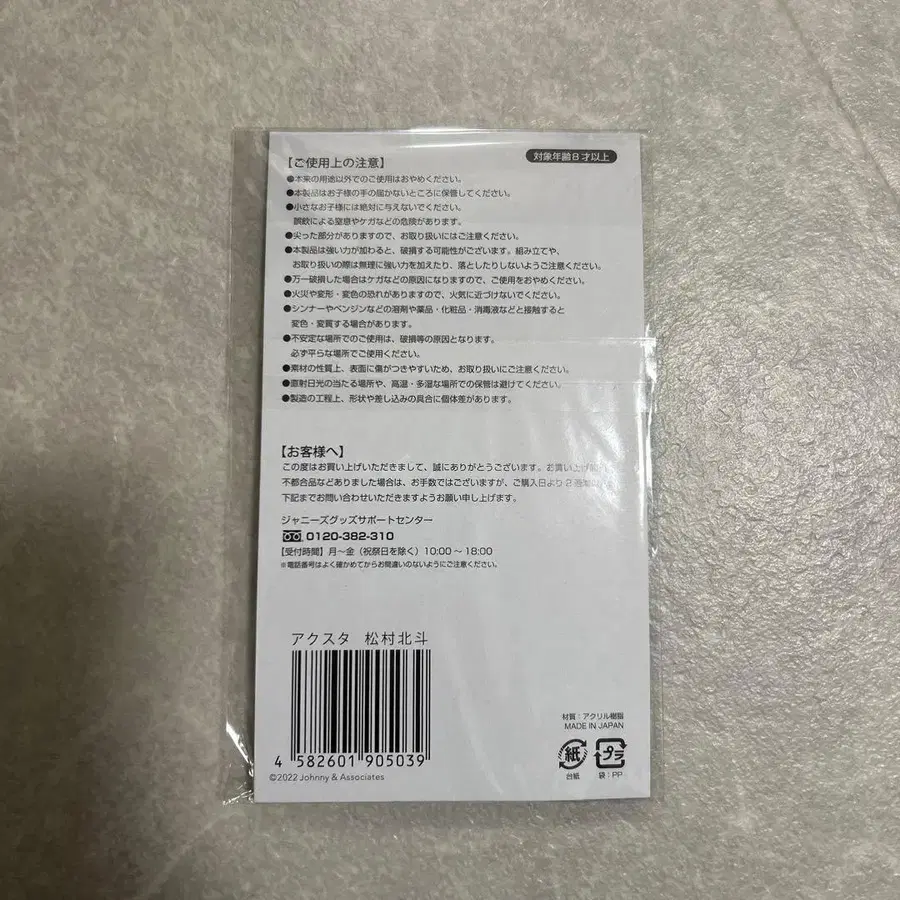 【ご使用上の注意】
対象年齢8才以上
●本来の用途以外でのご使用はおやめください。
●本製品はお子様の手の届かないところに保管してください。
●小さなお子様には絶対に与えないでください。
誤飲による窒息やケガなどの危険があります。
●尖った部分がありますので、お取り扱いにはご注意ください。
●本製品は強い力が加わると、破損する可能性がございます。組み立てや、
お取り扱いの際は無理に強い力を加えたり、落としたりしないようご注意ください。
●万一破損した場合はケガなどの原因になりますので、ご使用をおやめください。
●火災や変形・変色の恐れがありますので、火気に近づけないでください。
●シンナーやベンジンなどの溶剤や薬品・化粧品・消毒液などと接触すると
変色・変質する場合があります。
●不安定な場所でのご使用は、破損等の原因となります。
必ず平らな場所でご使用ください。
●素材の性質上、表面に傷がつきやすいため、お取り扱いにご注意ください。
●直射日光の当たる場所や、高温・多湿な場所での保管は避けてください。
●製造の工程上、形状や差し込みの具合に個体差があります。
【お客様へ】
この度はお買い上げいただきまして、誠にありがとうございます。お買い上げ
不都合品などありました場合は、お手数ではございますが、ご購入日より2週間
下記までお問い合わせいただきますようお願い申し上げます。
ジャニーズグッズサポートセンター
0120-382-310
【受付時間】月～金(祝祭日を除く)10:00～18:00
※電話番号はよく確かめてからお間違いのないようにご注意ください。
アクスタ 松村北斗
4 582601 905039
©2022 Johnny & Associates
材質:アクリル樹脂
MADE IN JAPAN
紙 プラ
台紙 袋:PP